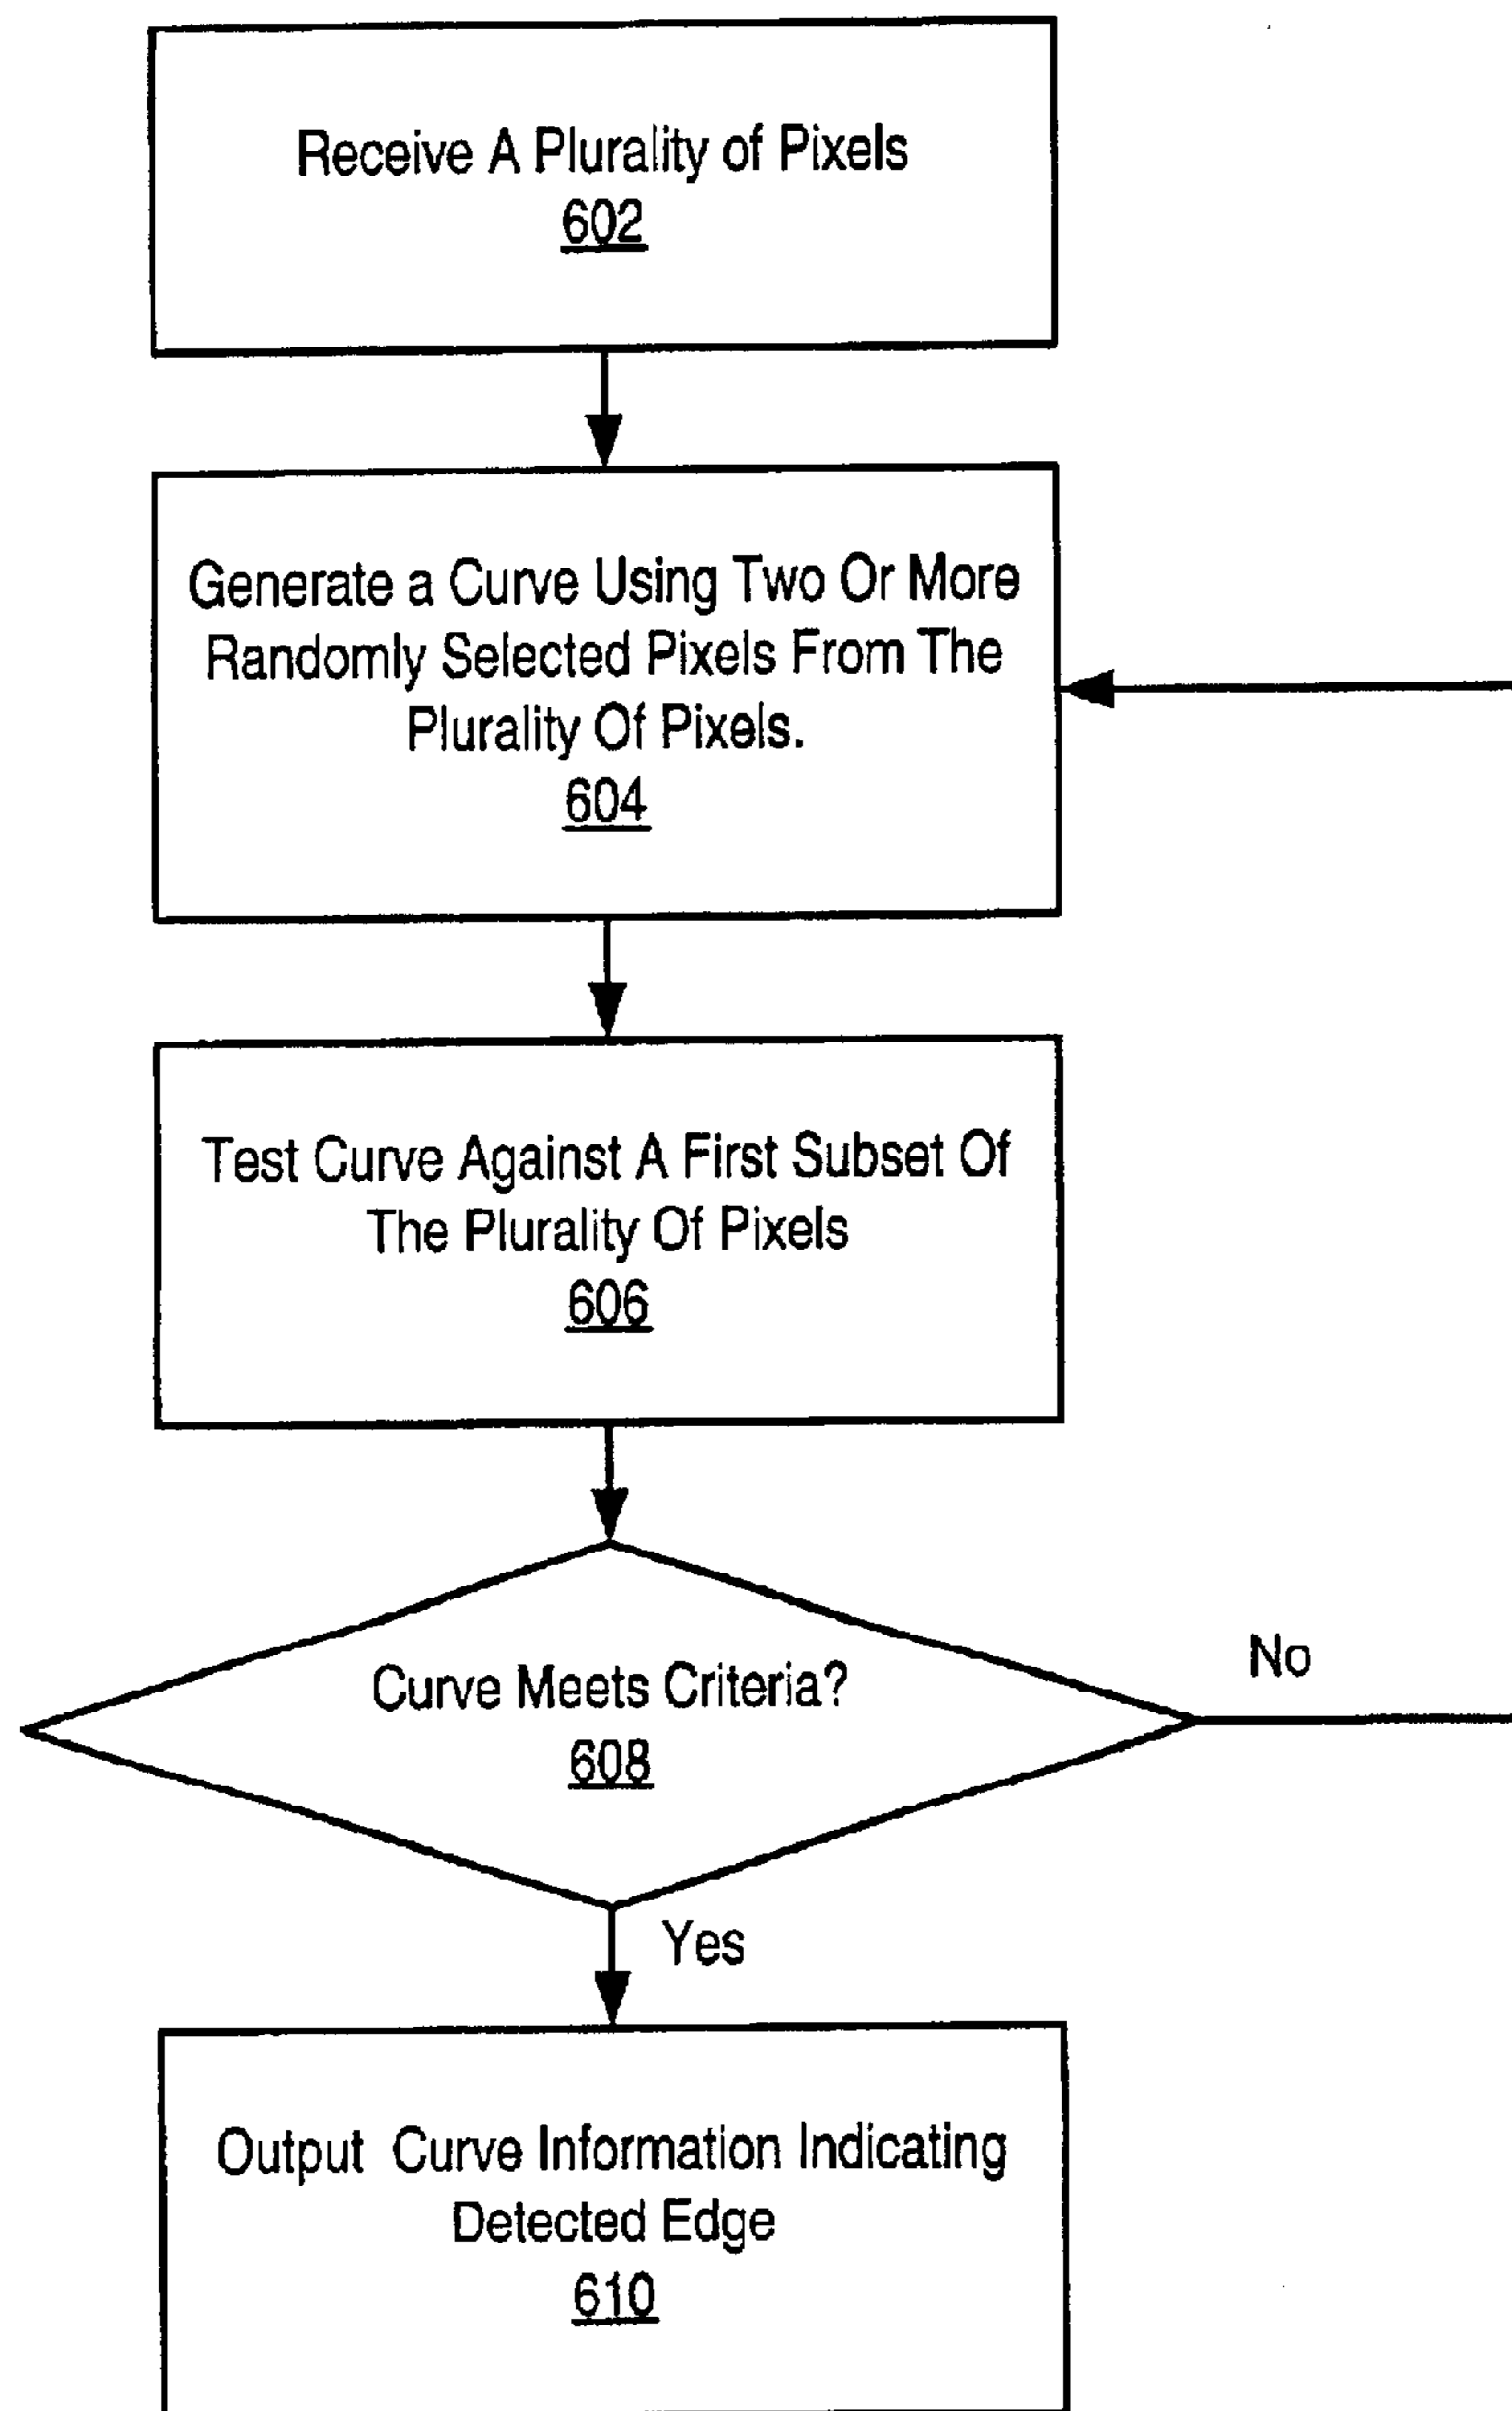 Receive A Plurality of Pixels
602
Generate a Curve Using Two Or More
Randomly Selected Pixels From The
Plurality Of Pixels.
604
Test Curve Against A First Subset Of
The Plurality Of Pixels
606
Curve Meets Criteria?
608
No
Yes
Output Curve Information Indicating
Detected Edge
610